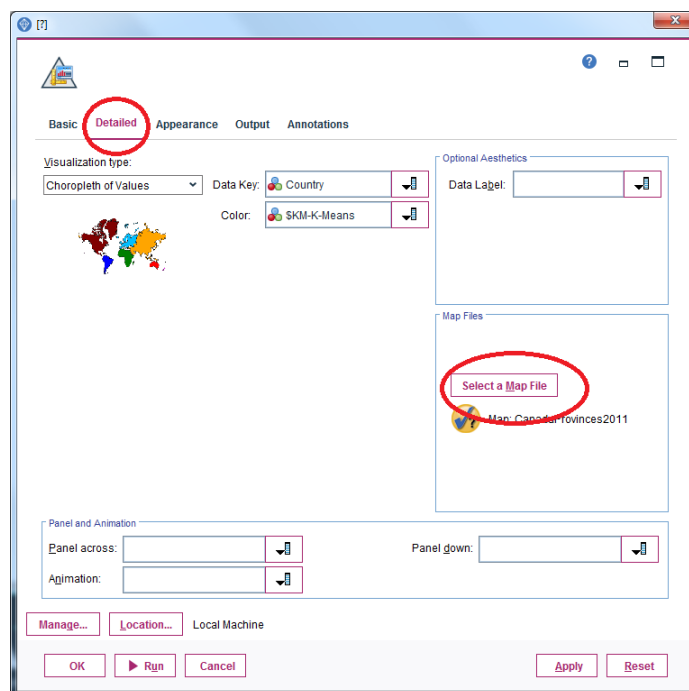 [?]
Basic Detailed Appearance Output Annotations
Visualization type:
Choropleth of Values
Data Key: Country
Color: $KM-K-Means
Optional Aesthetics
Data Label:
Map Files
Select a Map File
Map: CanadaProvinces2011
Panel and Animation
Panel across:
Panel down:
Animation:
Manage... Location... Local Machine
OK Run Cancel Apply Reset